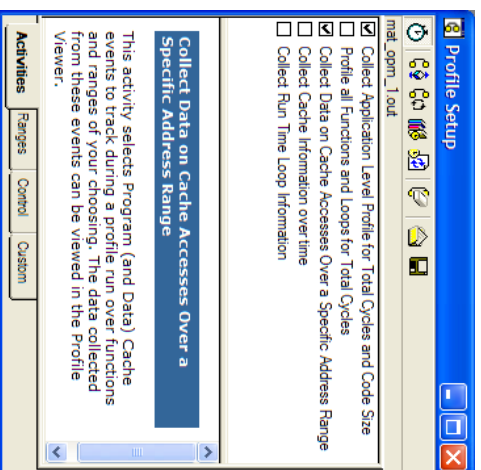 Profile Setup
mat_opm_1.out
Collect Application Level Profile for Total Cycles and Code Size
Profile all Functions and Loops for Total Cycles
Collect Data on Cache Accesses Over a Specific Address Range
Collect Cache Information over time
Collect Run Time Loop Information
Collect Data on Cache Accesses Over a
Specific Address Range
This activity selects Program (and Data) Cache
events to track during a profile run over functions
and ranges of your choosing. The data collected
from these events can be viewed in the Profile
Viewer.
Activities
Ranges
Control
Custom